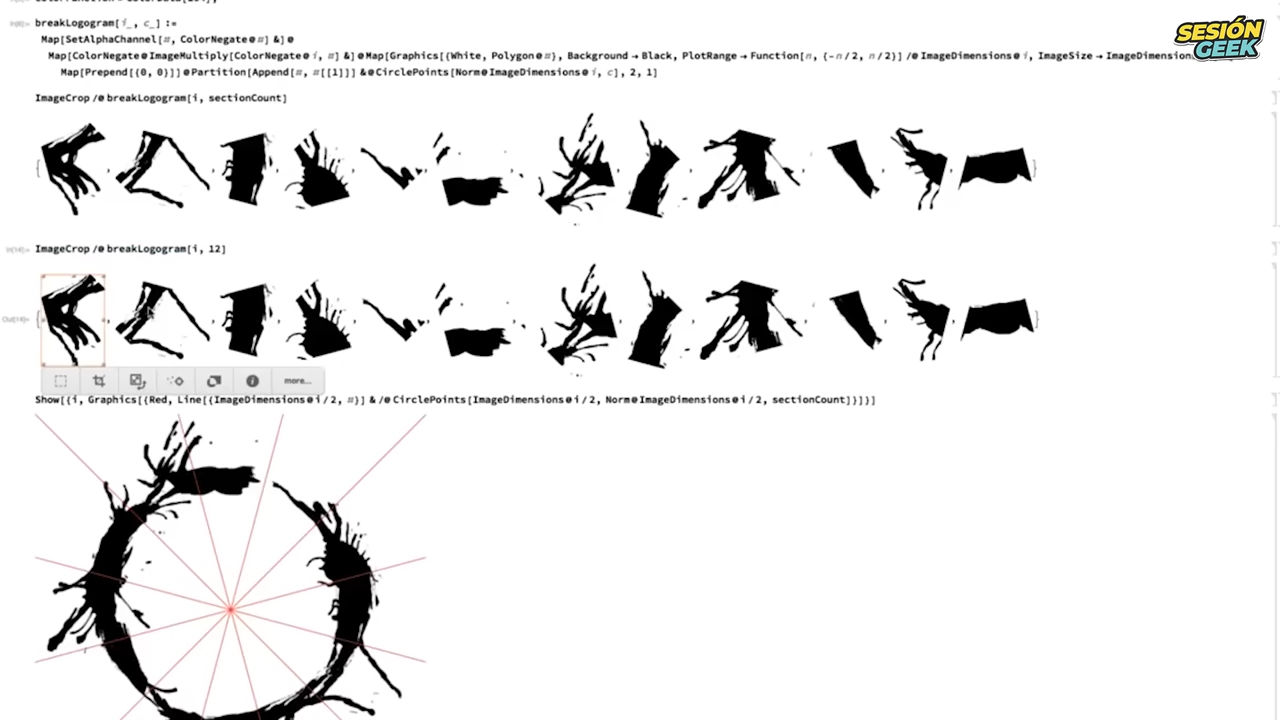 SESIÓN
GEEK
breakLogogram[i_, c_] :=
Map[SetAlphaChannel[#, ColorNegate@#] &]@
Map[ColorNegate@ImageMultiply[ColorNegate@i, #] &]@Map[Graphics[{White, Polygon@#}, Background → Black, PlotRange → Function[n, {-n/2, n/2}] /@ImageDimensions@i, ImageSize → ImageDimension
Map[Prepend[{0, 0}]]@Partition[Append[#, #[[1]]] &@CirclePoints[Norm@ImageDimensions@i, c], 2, 1]
ImageCrop /@ breakLogogram[i, sectionCount]
ImageCrop /@ breakLogogram[i, 12]
more...
Show[{i, Graphics[{Red, Line[{ImageDimensions@i/2, #}] & /@CirclePoints[ImageDimensions@i/2, Norm@ImageDimensions@i/2, sectionCount]}]}]